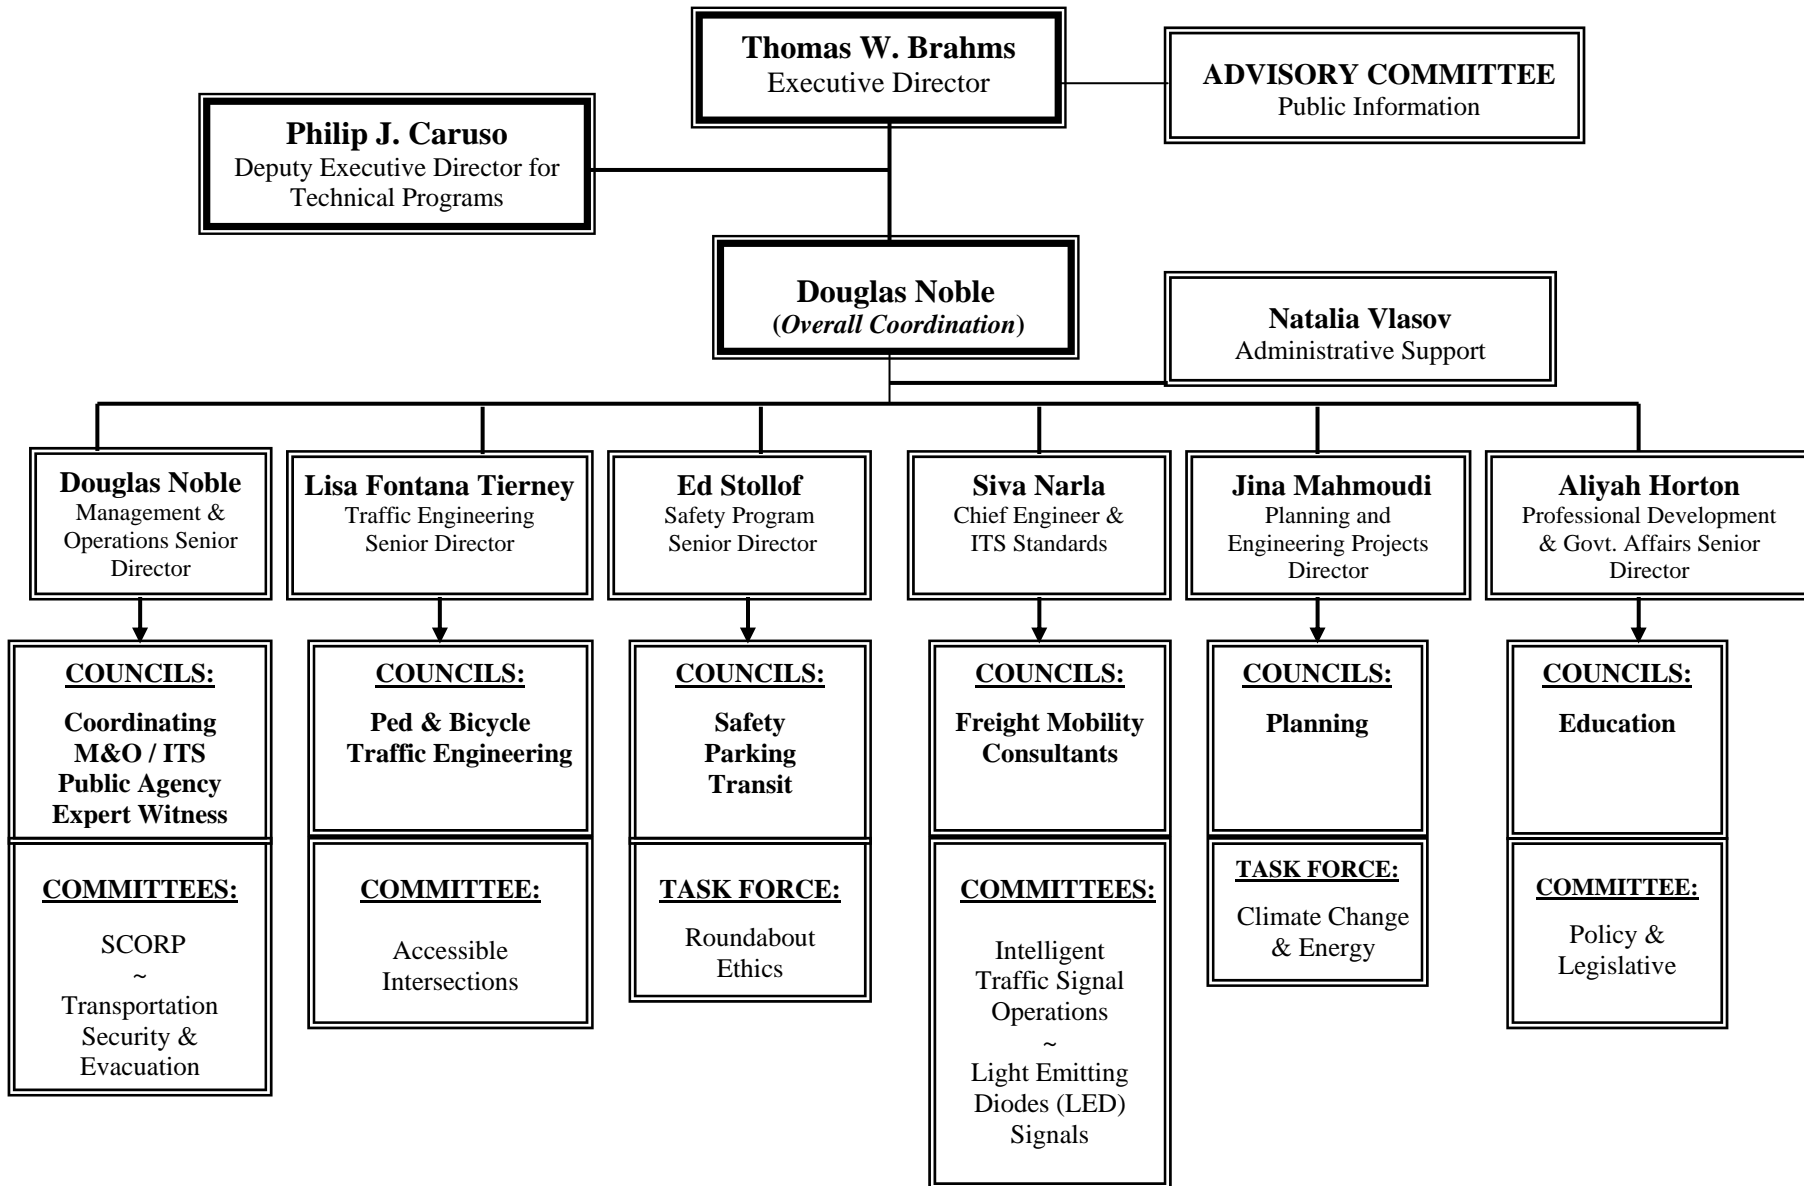 Thomas W. Brahms
Executive Director
ADVISORY COMMITTEE
Public Information
Philip J. Caruso
Deputy Executive Director for
Technical Programs
Douglas Noble
(Overall Coordination)
Natalia Vlasov
Administrative Support
Douglas Noble
Management &
Operations Senior
Director
Lisa Fontana Tierney
Traffic Engineering
Senior Director
Ed Stollof
Safety Program
Senior Director
Siva Narla
Chief Engineer &
ITS Standards
Jina Mahmoudi
Planning and
Engineering Projects
Director
Aliyah Horton
Professional Development
& Govt. Affairs Senior
Director
COUNCILS:
Coordinating
M&O / ITS
Public Agency
Expert Witness
COUNCILS:
Ped & Bicycle
Traffic Engineering
COUNCILS:
Safety
Parking
Transit
COUNCILS:
Freight Mobility
Consultants
COUNCILS:
Planning
COUNCILS:
Education
COMMITTEES:
SCORP
~
Transportation
Security &
Evacuation
COMMITTEE:
Accessible
Intersections
TASK FORCE:
Roundabout
Ethics
COMMITTEES:
Intelligent
Traffic Signal
Operations
~
Light Emitting
Diodes (LED)
Signals
TASK FORCE:
Climate Change
& Energy
COMMITTEE:
Policy &
Legislative